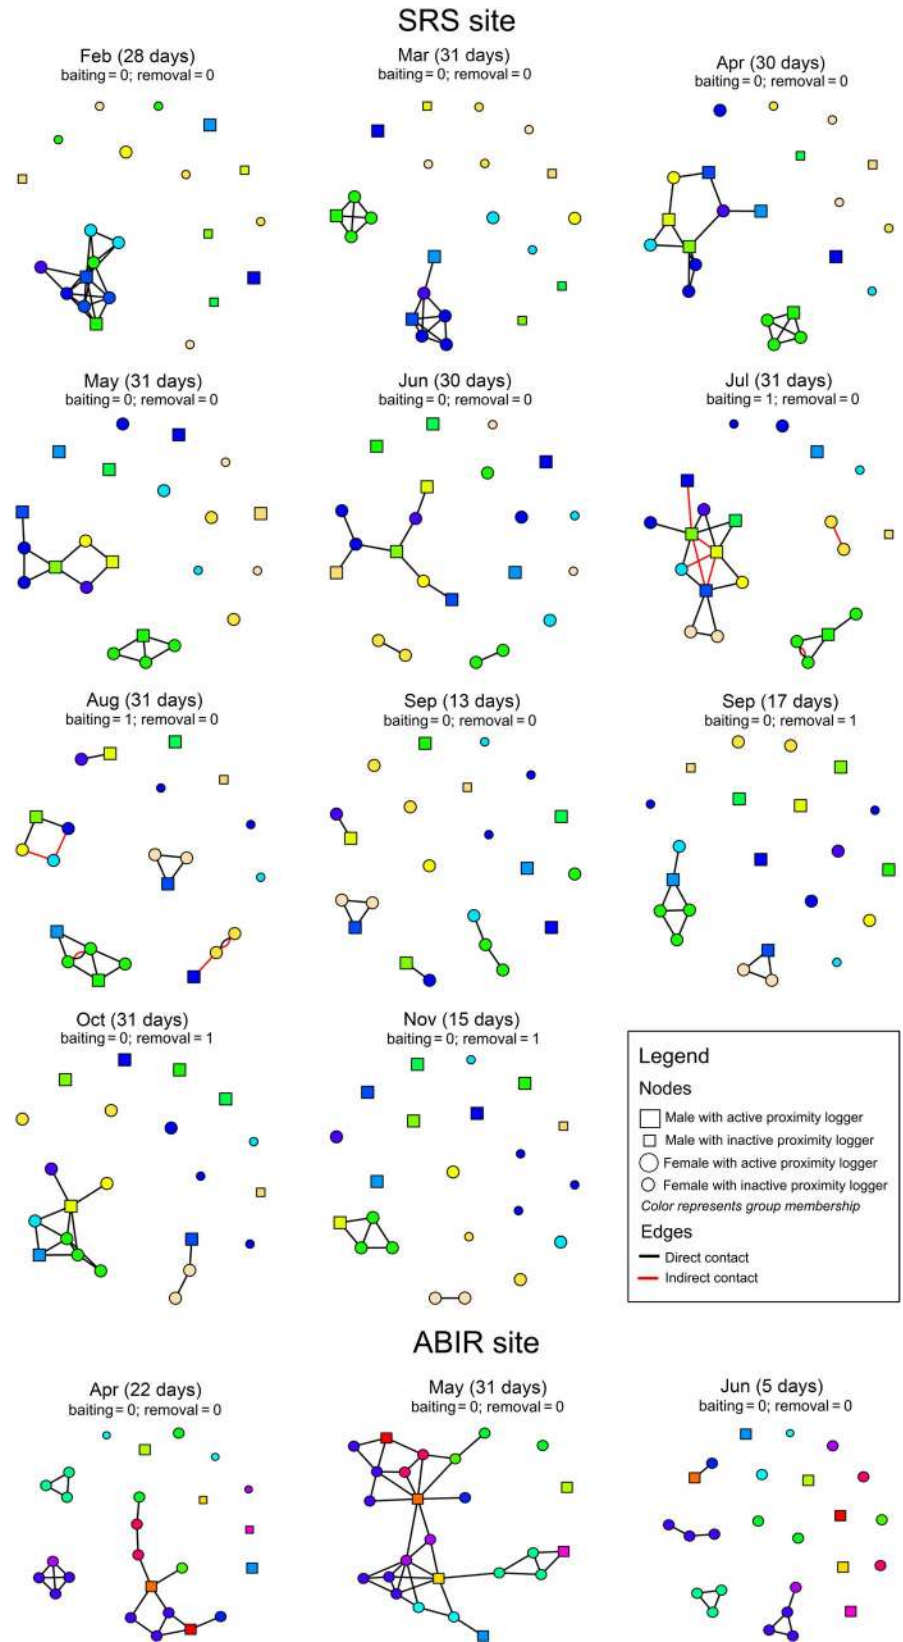 SRS site
Feb (28 days)
baiting = 0; removal = 0
Mar (31 days)
baiting = 0; removal = 0
Apr (30 days)
baiting = 0; removal = 0
May (31 days)
baiting = 0; removal = 0
Jun (30 days)
baiting = 0; removal = 0
Jul (31 days)
baiting = 1; removal = 0
Aug (31 days)
baiting = 1; removal = 0
Sep (13 days)
baiting = 0; removal = 0
Sep (17 days)
baiting = 0; removal = 1
Oct (31 days)
baiting = 0; removal = 1
Nov (15 days)
baiting = 0; removal = 1
Legend
Nodes
Male with active proximity logger
Male with inactive proximity logger
Female with active proximity logger
Female with inactive proximity logger
Color represents group membership
Edges
Direct contact
Indirect contact
ABIR site
Apr (22 days)
baiting = 0; removal = 0
May (31 days)
baiting = 0; removal = 0
Jun (5 days)
baiting = 0; removal = 0